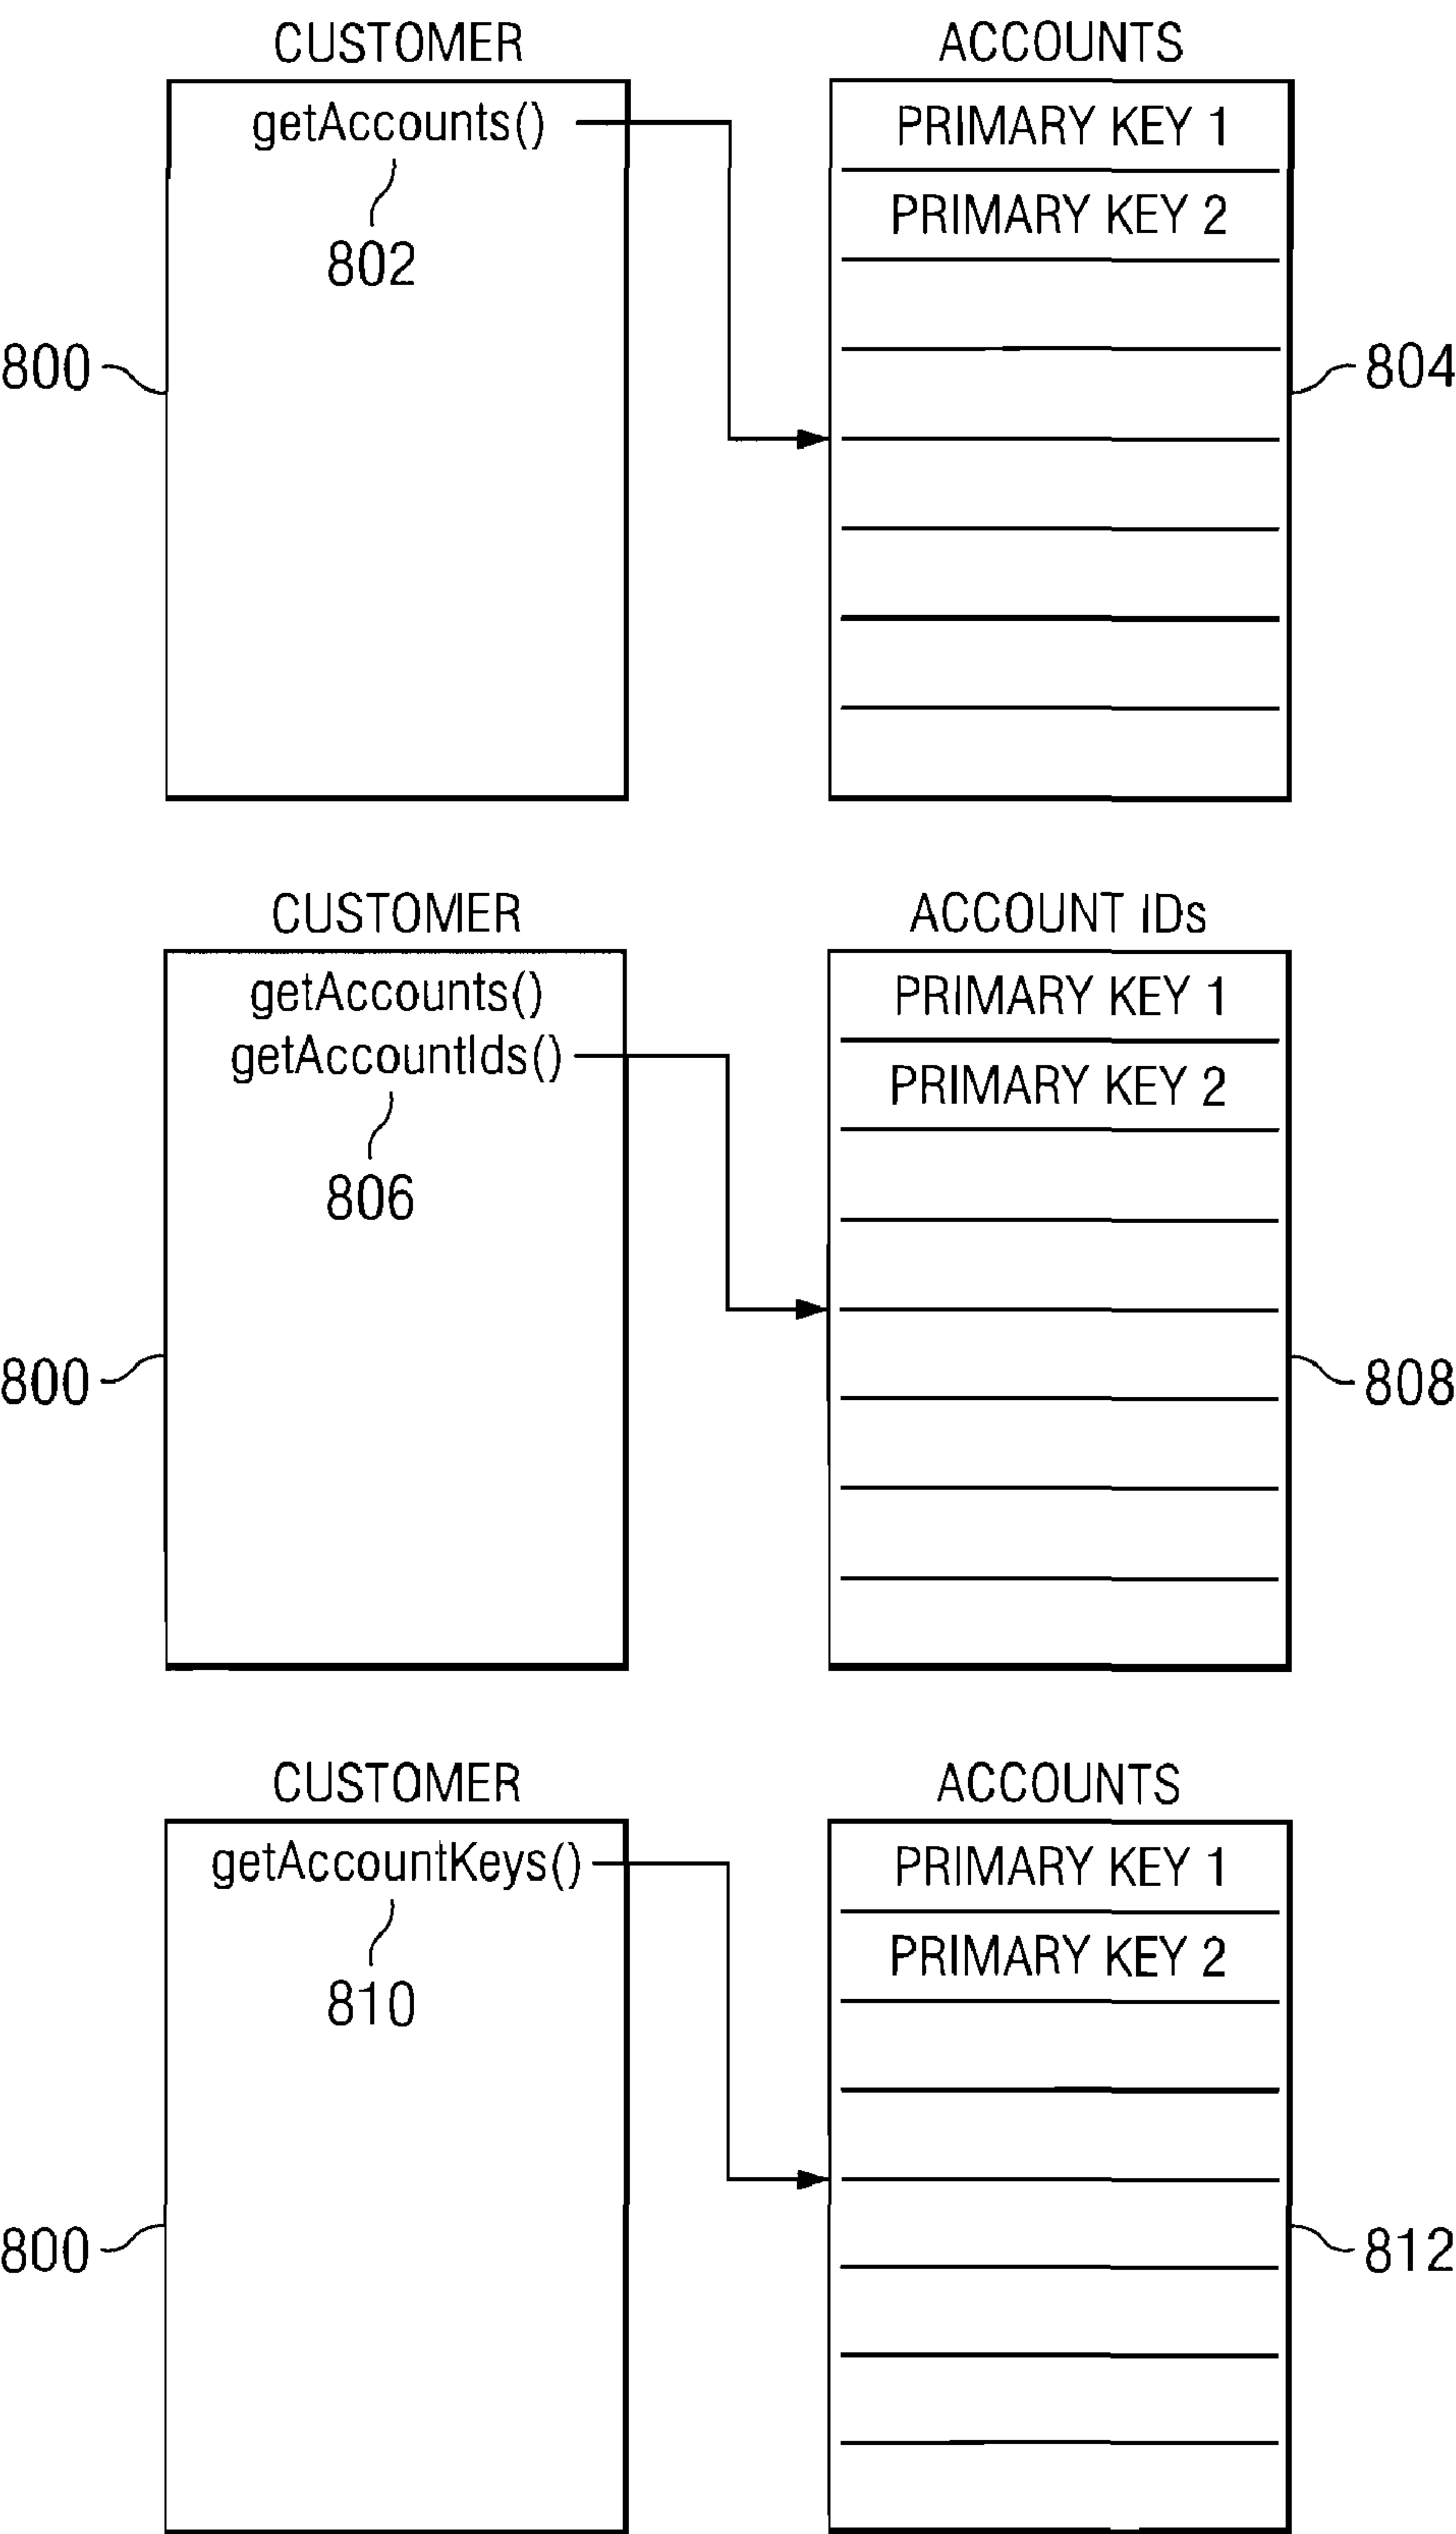 CUSTOMER
ACCOUNTS
getAccounts()
PRIMARY KEY 1
PRIMARY KEY 2
802
800
804
CUSTOMER
ACCOUNT IDs
getAccounts()
PRIMARY KEY 1
getAccountIds()
PRIMARY KEY 2
806
800
808
CUSTOMER
ACCOUNTS
getAccountKeys()
PRIMARY KEY 1
PRIMARY KEY 2
810
800
812